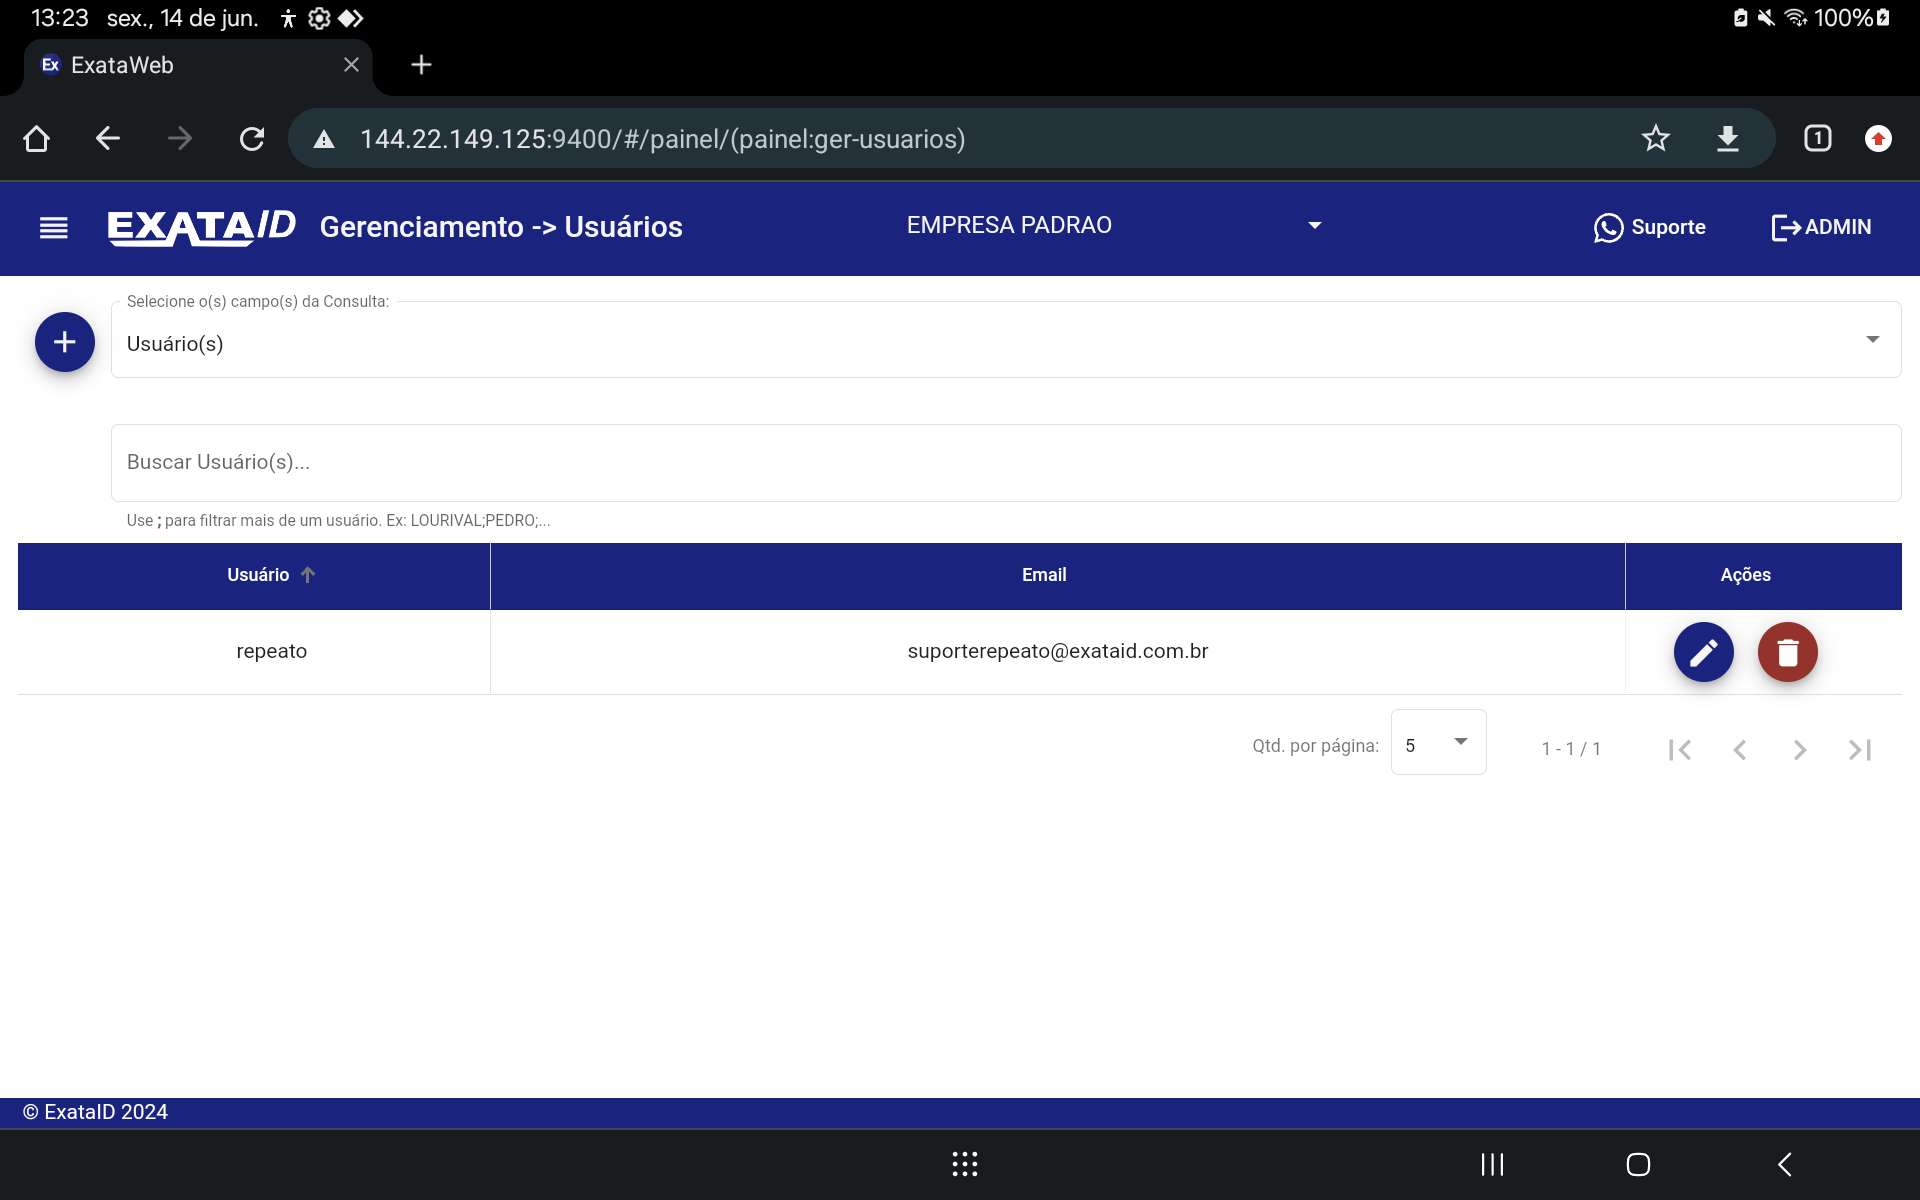 13:23 sex., 14 de jun. 100%
Ex ExataWeb
144.22.149.125:9400/#/painel/(painel:ger-usuarios) 1
EXATAID Gerenciamento -> Usuários EMPRESA PADRAO Suporte ADMIN
Selecione o(s) campo(s) da Consulta:
Usuário(s)
Buscar Usuário(s)...
Use ; para filtrar mais de um usuário. Ex: LOURIVAL;PEDRO;...
Usuário Email Ações
repeato suporterepeato@exataid.com.br
Qtd. por página: 5 1 - 1 / 1
© ExataID 2024